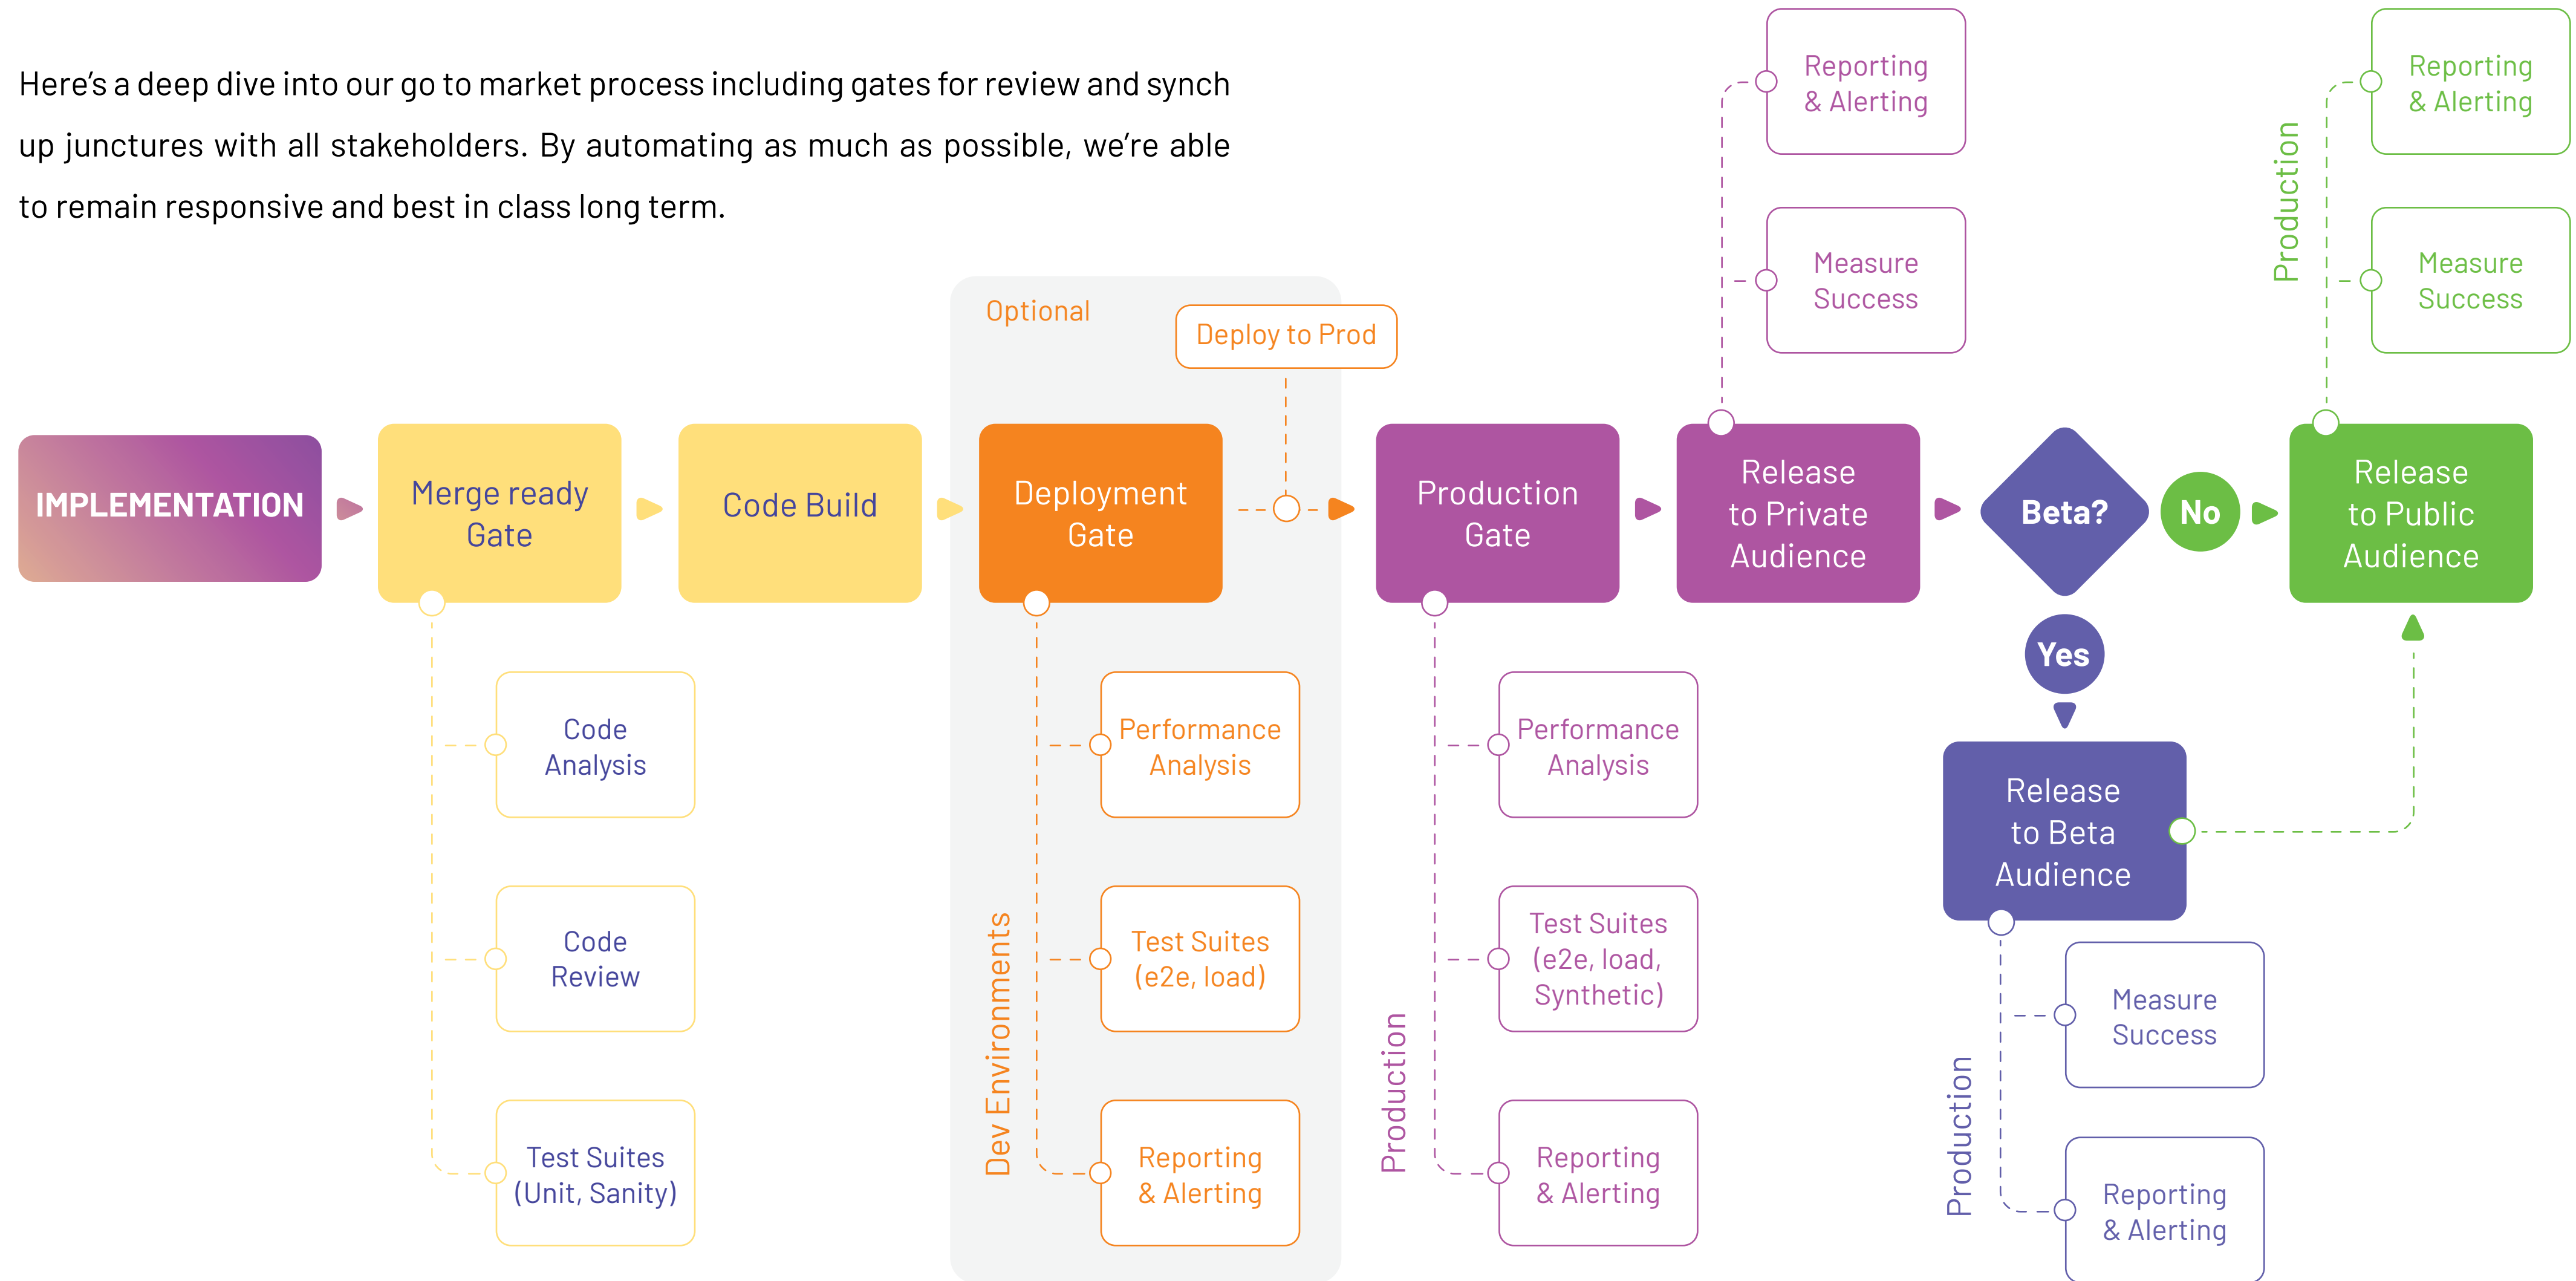 Here's a deep dive into our go to market process including gates for review and synch
up junctures with all stakeholders. By automating as much as possible, we're able
to remain responsive and best in class long term.
IMPLEMENTATION
Merge ready
Gate
Code
Analysis
Code
Review
Test Suites
(Unit, Sanity)
Code Build
Optional
Deployment
Gate
Deploy to Prod
Dev Environments
Performance
Analysis
Test Suites
(e2e, load)
Reporting
& Alerting
Production
Gate
Production
Performance
Analysis
Test Suites
(e2e, load,
Synthetic)
Reporting
& Alerting
Release
to Private
Audience
Reporting
& Alerting
Measure
Success
Beta?
Yes
Release
to Beta
Audience
Production
Measure
Success
Reporting
& Alerting
No
Release
to Public
Audience
Production
Reporting
& Alerting
Measure
Success